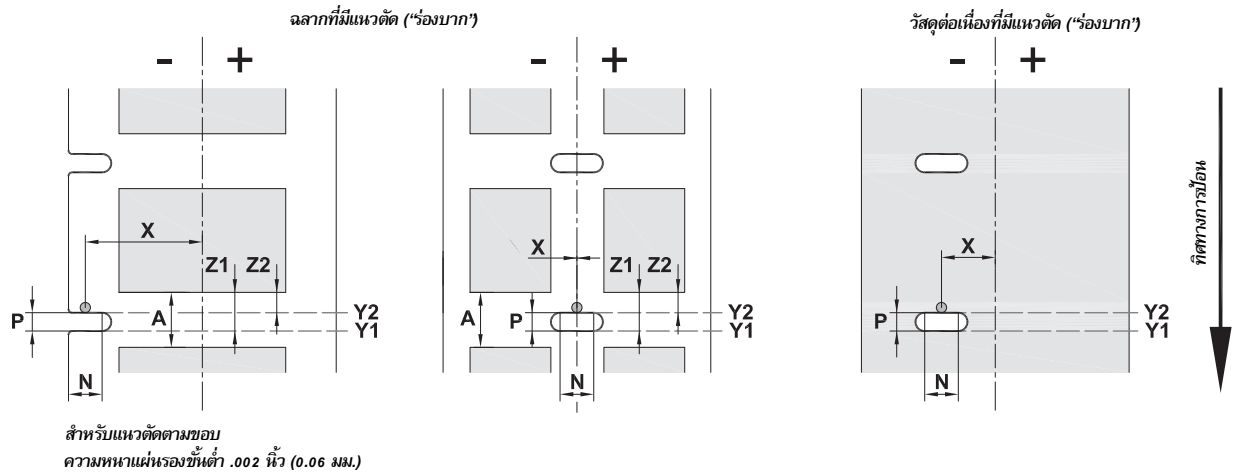 ฉลากที่มีแนวตัด (“ร่องบาก”)
วัสดุต่อเนื่องที่มีแนวตัด (“ร่องบาก”)
- +
- +
- +
X
Z1 Z2
P
A
Y2
Y1
N
X
Z1 Z2
A
P
Y2
Y1
N
X
P
Y2
Y1
N
ทิศทางการป้อน
สำหรับแนวตัดตามขอบ
ความหนาแผ่นรองขั้นต่ำ .002 นิ้ว (0.06 มม.)